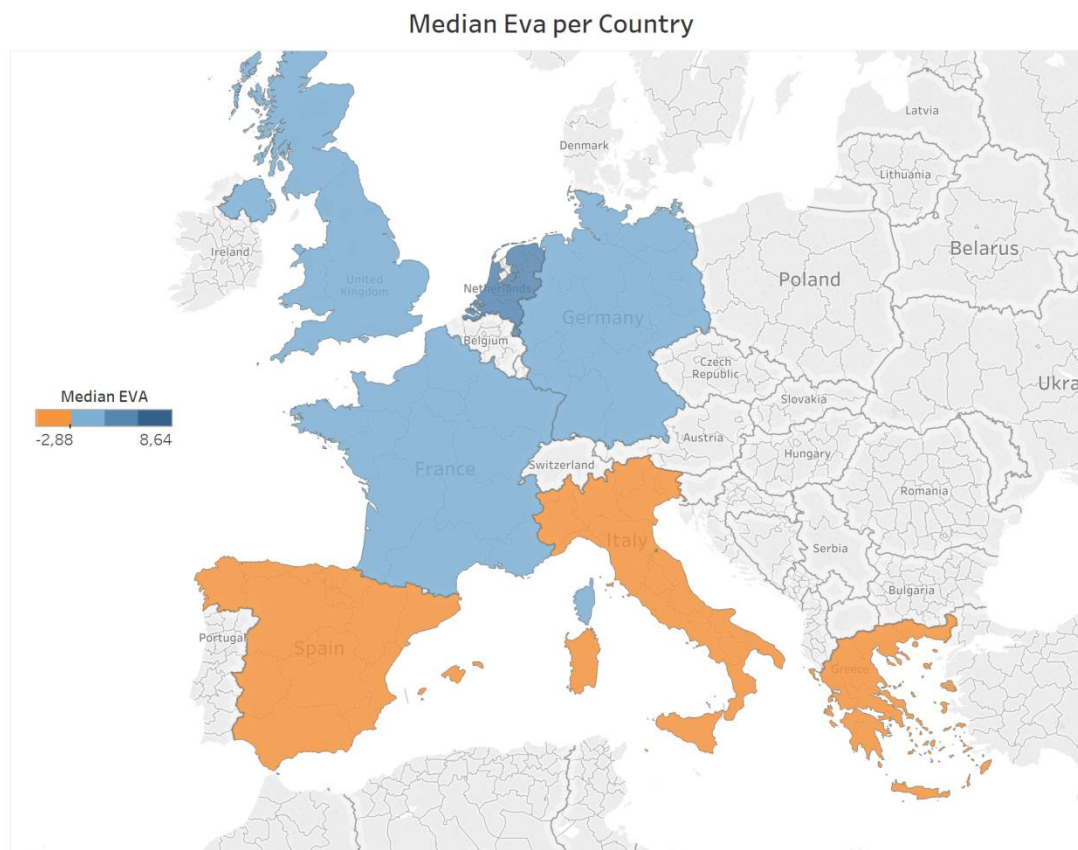 Median Eva per Country
Latvia
Denmark
Lithuania
Belarus
Ireland
United
Kingdom
Netherlands
Poland
Germany
Belgium
Czech
Republic
Ukra
Slovakia
Median EVA
-2,88 8,64
Austria
Hungary
France
Switzerland
Romania
Italy
Serbia
Bulgaria
Portugal
Spain
Greece